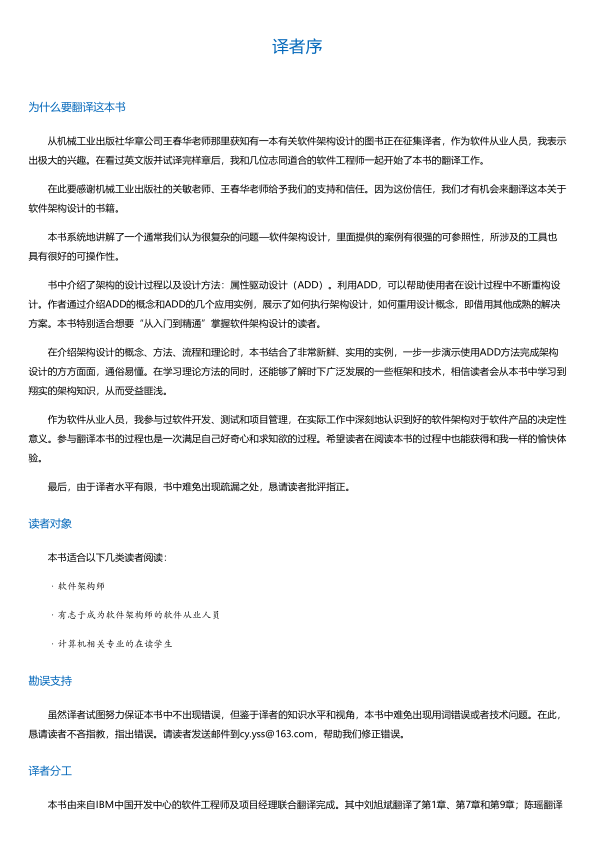 译者序
为什么要翻译这本书
从机械工业出版社华章公司王春华老师那里获知有一本有关软件架构设计的图书正在征集译者，作为软件从业人员，我表示
出极大的兴趣。在看过英文版并试译完样章后，我和几位志同道合的软件工程师一起开始了本书的翻译工作。
在此要感谢机械工业出版社的关敏老师、王春华老师给予我们的支持和信任。因为这份信任，我们才有机会来翻译这本关于
软件架构设计的书籍。
本书系统地讲解了一个通常我们认为很复杂的问题—软件架构设计，里面提供的案例有很强的可参照性，所涉及的工具也
具有很好的可操作性。
书中介绍了架构的设计过程以及设计方法：属性驱动设计（ADD）。利用ADD，可以帮助使用者在设计过程中不断重构设
计。作者通过介绍ADD的概念和ADD的几个应用实例，展示了如何执行架构设计，如何重用设计概念，即借用其他成熟的解决
方案。本书特别适合想要“从入门到精通”掌握软件架构设计的读者。
在介绍架构设计的概念、方法、流程和理论时，本书结合了非常新鲜、实用的实例，一步一步演示使用ADD方法完成架构
设计的方方面面，通俗易懂。在学习理论方法的同时，还能够了解时下广泛发展的一些框架和技术，相信读者会从本书中学习到
翔实的架构知识，从而受益匪浅。
作为软件从业人员，我参与过软件开发、测试和项目管理，在实际工作中深刻地认识到好的软件架构对于软件产品的决定性
意义。参与翻译本书的过程也是一次满足自己好奇心和求知欲的过程。希望读者在阅读本书的过程中也能获得和我一样的愉快体
验。
最后，由于译者水平有限，书中难免出现疏漏之处，恳请读者批评指正。
读者对象
本书适合以下几类读者阅读：
·软件架构师
·有志于成为软件架构师的软件从业人员
·计算机相关专业的在读学生
勘误支持
虽然译者试图努力保证本书中不出现错误，但鉴于译者的知识水平和视角，本书中难免出现用词错误或者技术问题。在此，
恳请读者不吝指教，指出错误。请读者发送邮件到cy.yss@163.com，帮助我们修正错误。
译者分工
本书由来自IBM中国开发中心的软件工程师及项目经理联合翻译完成。其中刘旭斌翻译了第1章、第7章和第9章；陈瑶翻译